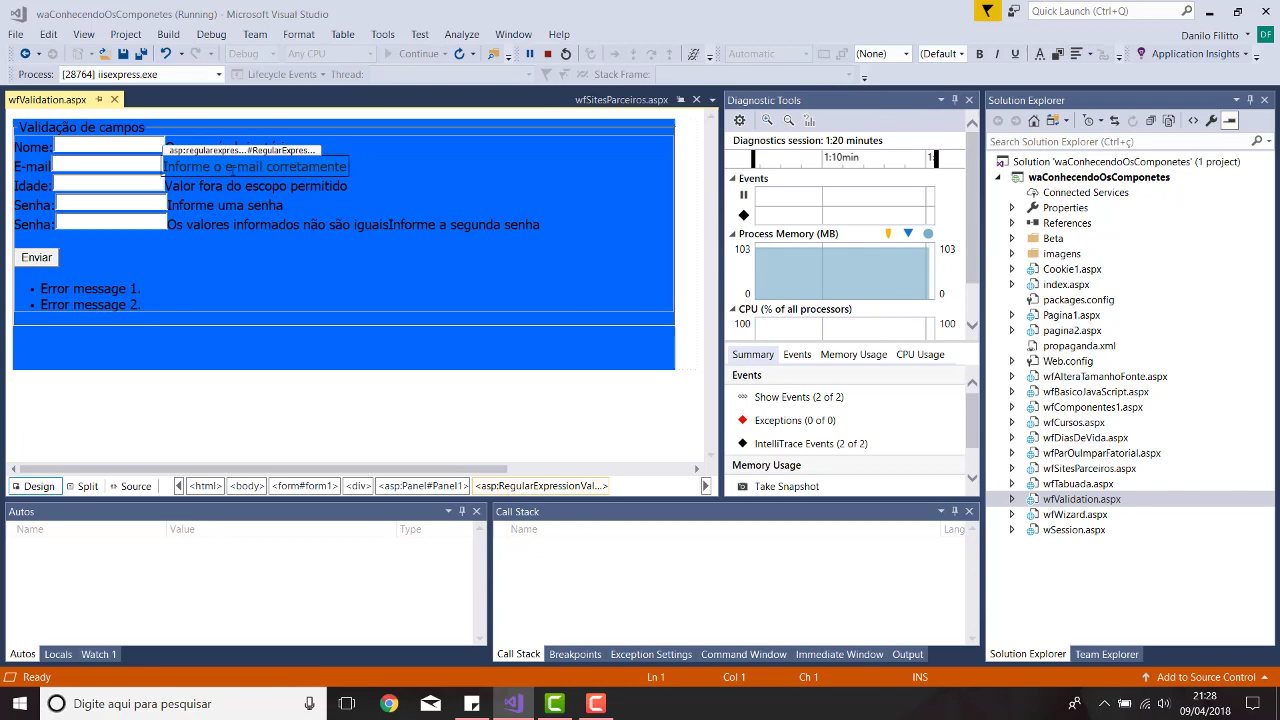 waConhecendoOsComponetes (Running) - Microsoft Visual Studio
Quick Launch (Ctrl+Q)
File Edit View Project Build Debug Team Format Table Tools Test Analyze Window Help
Danilo Filitto DF
Debug Any CPU Continue Automatic (None) (Default B I U A Application Insights
Process: [28764] iisexpress.exe Lifecycle Events Thread: Stack Frame:
wfValidation.aspx wfSitesParceiros.aspx
Validação de campos
Nome:
asp:regularexpres...#RegularExpres...
E-mail Informe o e-mail corretamente
Idade: Valor fora do escopo permitido
Senha: Informe uma senha
Senha: Os valores informados não são iguaisInforme a segunda senha
Enviar
• Error message 1.
• Error message 2.
Design Split Source <html> <body> <form#form1> <div> <asp:Panel#Panel1> <asp:RegularExpressionVal...>
Diagnostic Tools
Diagnostic session: 1:20 minutes
1:10min 1:
Events
Process Memory (MB)
103 103
0 0
CPU (% of all processors)
100 100
Summary Events Memory Usage CPU Usage
Events
Show Events (2 of 2)
Exceptions (0 of 0)
IntelliTrace Events (2 of 2)
Memory Usage
Take Snapshot
Solution Explorer
Search Solution Explorer (Ctrl+ç)
Solution 'waConhecendoOsComponetes' (1 project)
waConhecendoOsComponetes
Connected Services
Properties
References
Beta
imagens
Cookie1.aspx
index.aspx
packages.config
Pagina1.aspx
pagina2.aspx
propaganda.xml
Web.config
wfAlteraTamanhoFonte.aspx
wfBasicoJavaScript.aspx
wfComponentes1.aspx
wfCursos.aspx
wfDiasDeVida.aspx
wfParOuImparFatorial.aspx
wfSitesParceiros.aspx
wfTabuada.aspx
wfValidation.aspx
wfWizard.aspx
wSession.aspx
Solution Explorer Team Explorer
Autos
Name Value Type
Autos Locals Watch 1
Call Stack
Name Lang
Call Stack Breakpoints Exception Settings Command Window Immediate Window Output
Ready Ln 1 Col 1 Ch 1 INS Add to Source Control
Digite aqui para pesquisar
21:28
09/04/2018